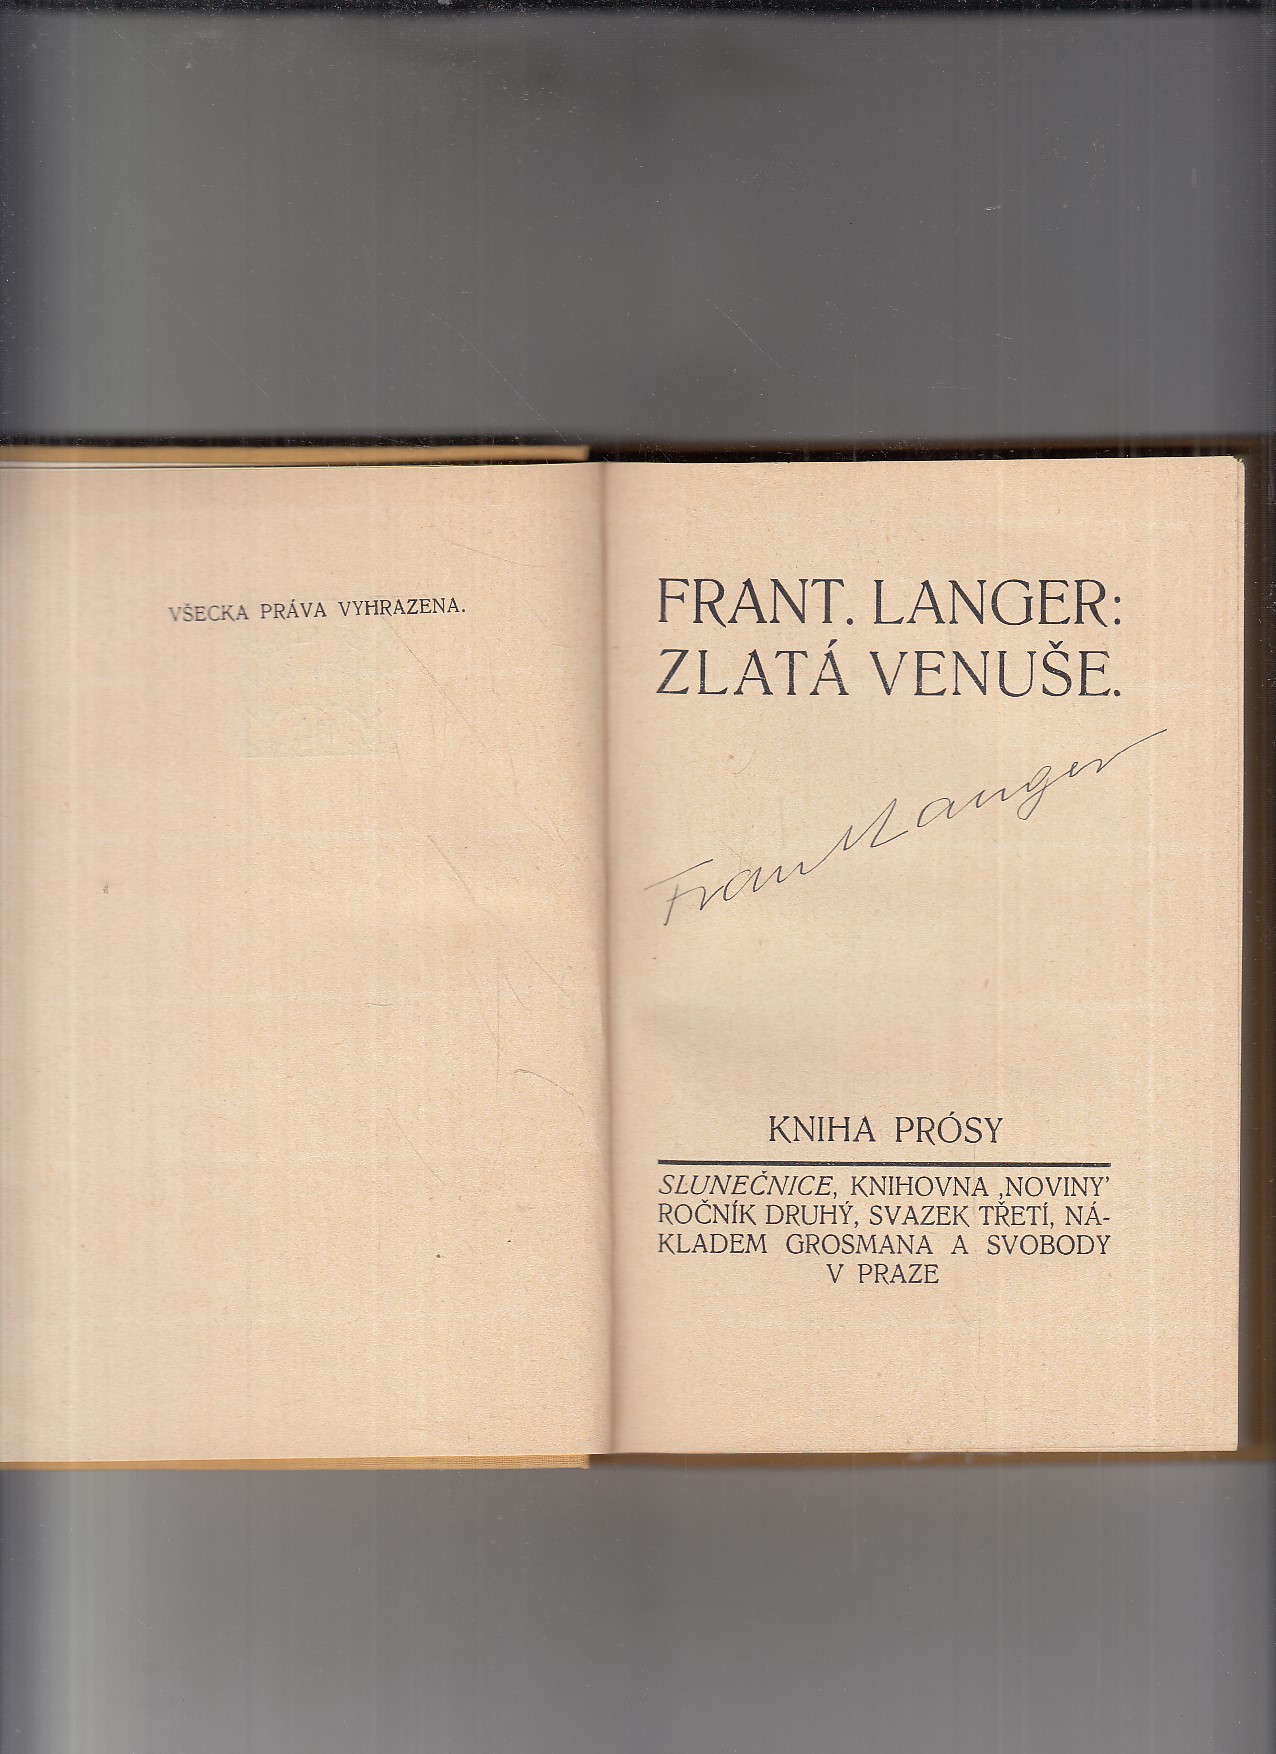 VŠECKA PRÁVA VYHRAZENA.
FRANT. LANGER:
ZLATÁ VENUŠE.
Frant Langer
KNIHA PRÓSY
SLUNEČNICE, KNIHOVNA ‚NOVINY’
ROČNÍK DRUHÝ, SVAZEK TŘETÍ, NÁ-
KLADEM GROSMANA A SVOBODY
V PRAZE